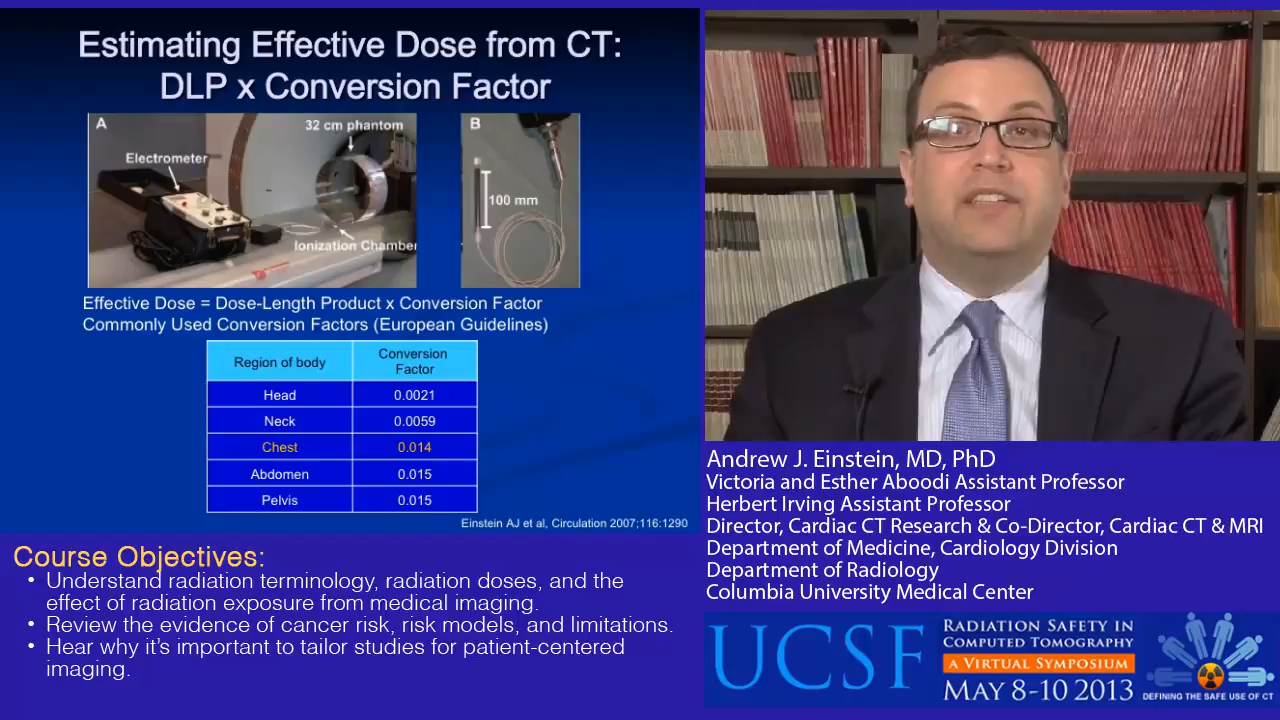 Estimating Effective Dose from CT:
DLP x Conversion Factor
A
32 cm phantom
Electrometer
Ionization Chamber
B
100 mm
Effective Dose = Dose-Length Product x Conversion Factor
Commonly Used Conversion Factors (European Guidelines)
Region of body Conversion Factor
Head 0.0021
Neck 0.0059
Chest 0.014
Abdomen 0.015
Pelvis 0.015
Einstein AJ et al, Circulation 2007;116:1290
Course Objectives:
• Understand radiation terminology, radiation doses, and the
effect of radiation exposure from medical imaging.
• Review the evidence of cancer risk, risk models, and limitations.
• Hear why it's important to tailor studies for patient-centered
imaging.
Andrew J. Einstein, MD, PhD
Victoria and Esther Aboodi Assistant Professor
Herbert Irving Assistant Professor
Director, Cardiac CT Research & Co-Director, Cardiac CT & MRI
Department of Medicine, Cardiology Division
Department of Radiology
Columbia University Medical Center
UCSF
RADIATION SAFETY IN
COMPUTED TOMOGRAPHY
A VIRTUAL SYMPOSIUM
MAY 8-10 2013
DEFINING THE SAFE USE OF CT